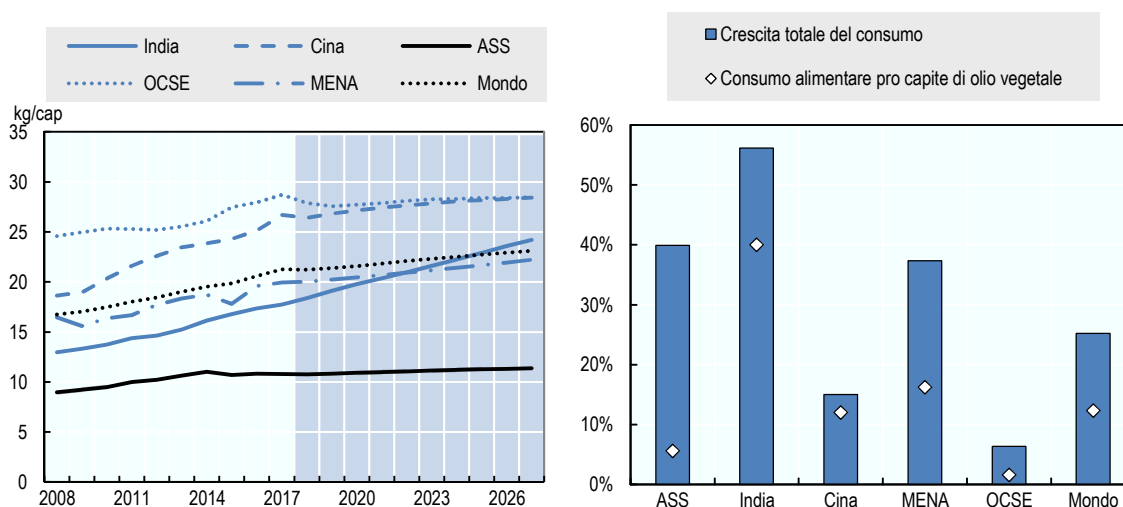 India Cina ASS
OCSE MENA Mondo
kg/cap
35
30
25
20
15
10
5
0
2008 2011 2014 2017 2020 2023 2026
Crescita totale del consumo
Consumo alimentare pro capite di olio vegetale
60%
50%
40%
30%
20%
10%
0%
ASS India Cina MENA OCSE Mondo